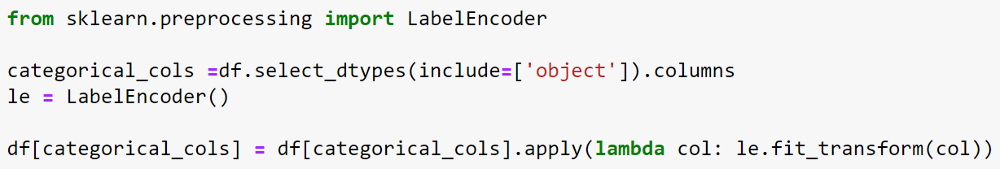 from sklearn.preprocessing import LabelEncoder
categorical_cols =df.select_dtypes(include=['object']).columns
le = LabelEncoder()
df[categorical_cols] = df[categorical_cols].apply(lambda col: le.fit_transform(col))